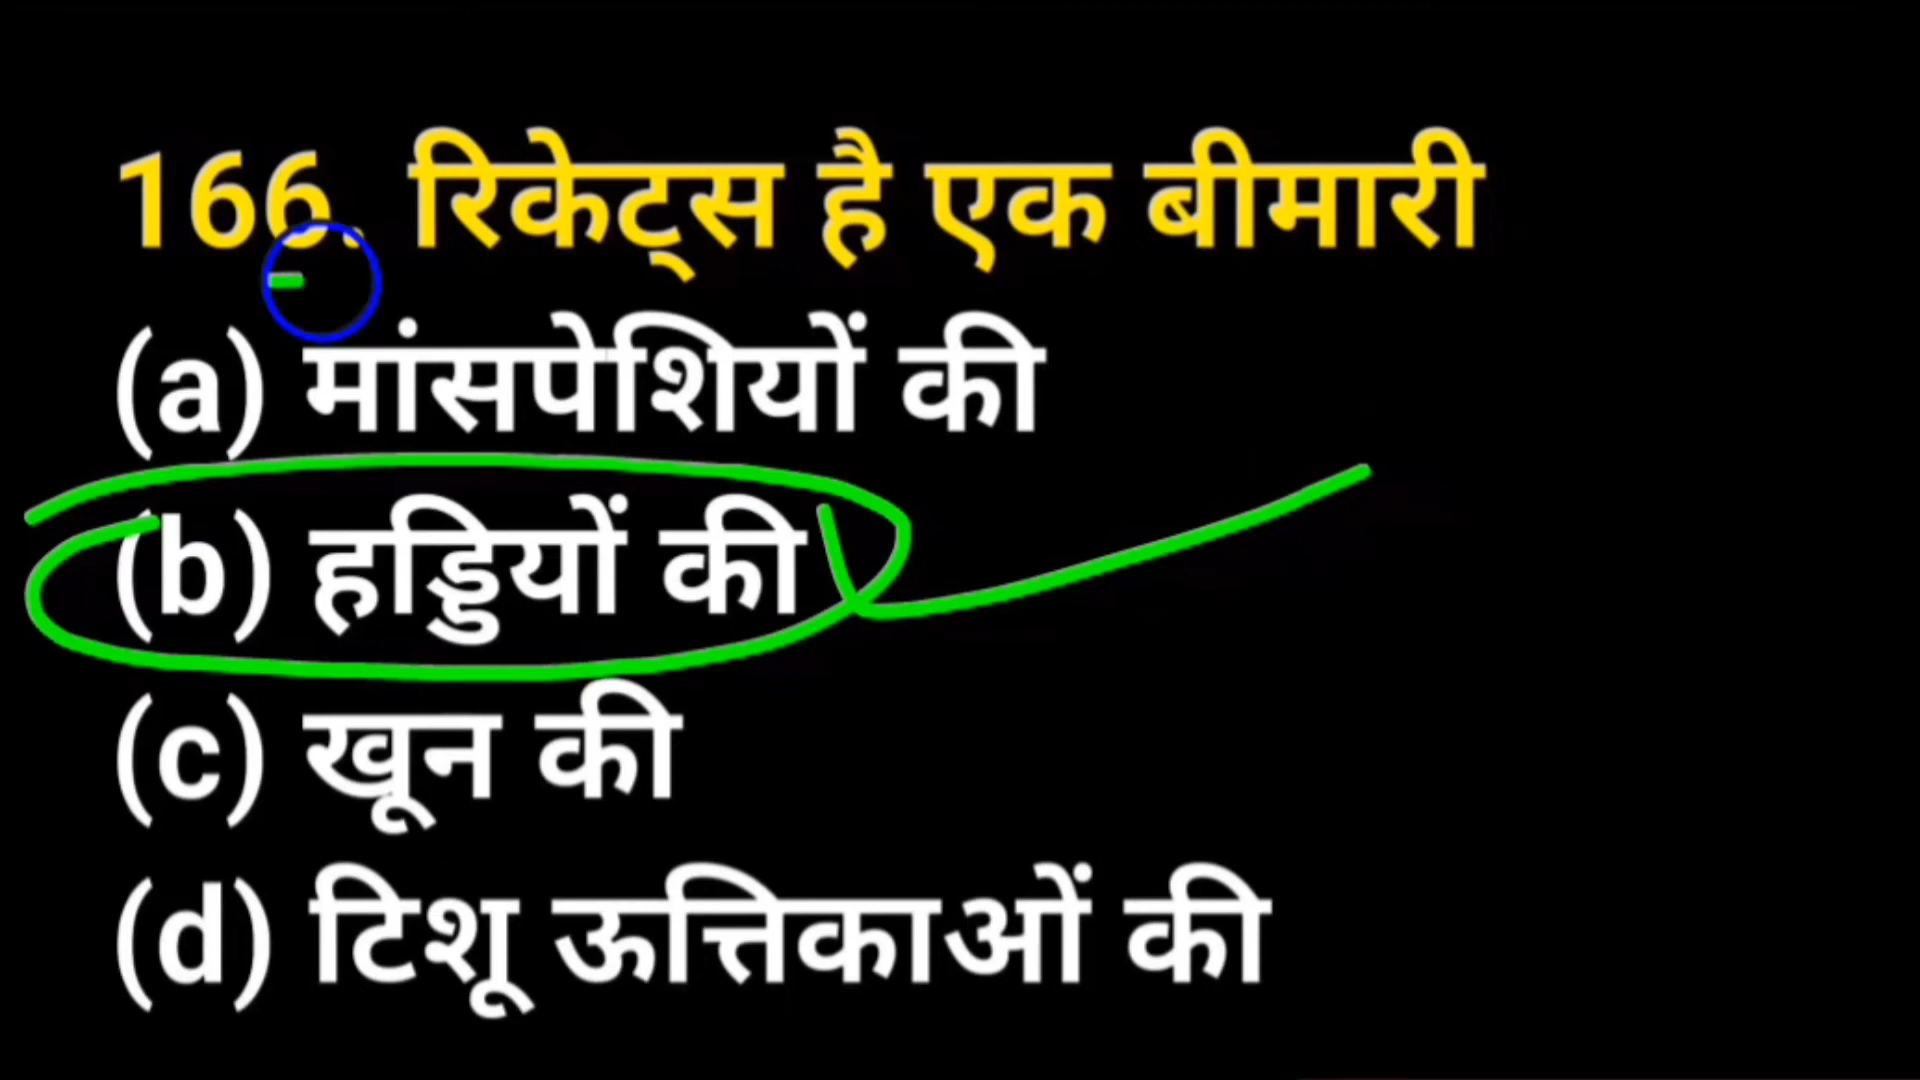 166. रिकेट्स है एक बीमारी
(a) मांसपेशियों की
(b) हड्डियों की
(c) खून की
(d) टिशू ऊत्तिकाओं की